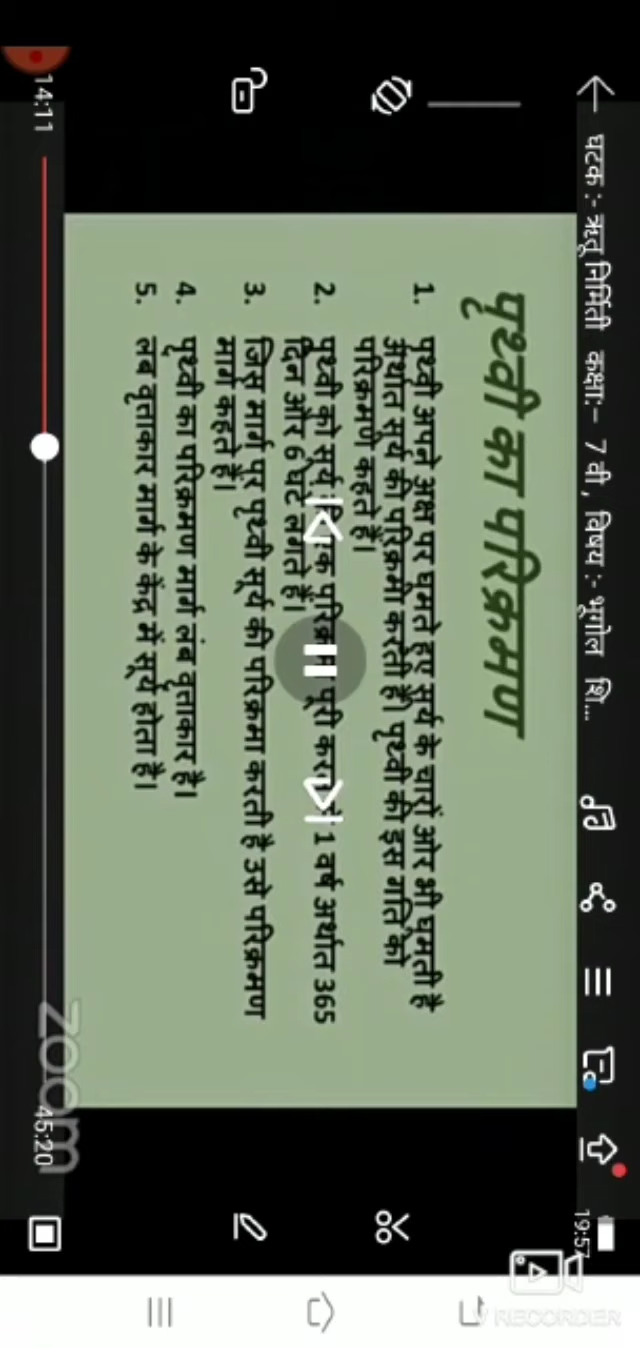 घटक :- ऋतु निर्मिती कक्षा:- 7 वी , विषय :- भूगोल शि...
19:57
पृथ्वी का परिक्रमण
1. पृथ्वी अपने अक्ष पर घूमते हुए सूर्य के चारों ओर भी घूमती है
अर्थात सूर्य की परिक्रमा करती है। पृथ्वी की इस गति को
परिक्रमण कहते हैं।
2. पृथ्वी को सूर्य एक परिक्रमा पूरी 1 वर्ष अर्थात 365
दिन और 6 घंटे लगते हैं।
3. जिस मार्ग पर पृथ्वी सूर्य की परिक्रमा करती है उसे परिक्रमण
मार्ग कहते हैं।
4. पृथ्वी का परिक्रमण मार्ग लंब वृत्ताकार है।
5. लंब वृत्ताकार मार्ग के केंद्र में सूर्य होता है।
14:11
45:20
zoom
V RECORDER